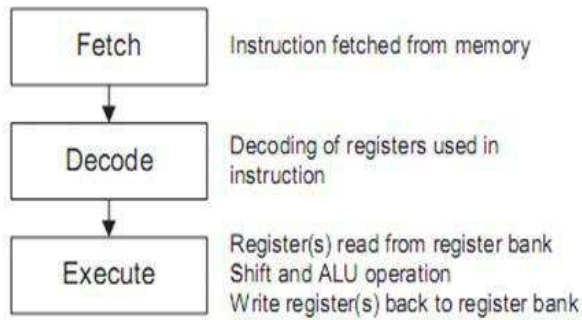 Fetch
Instruction fetched from memory
Decode
Decoding of registers used in
instruction
Execute
Register(s) read from register bank
Shift and ALU operation
Write register(s) back to register bank